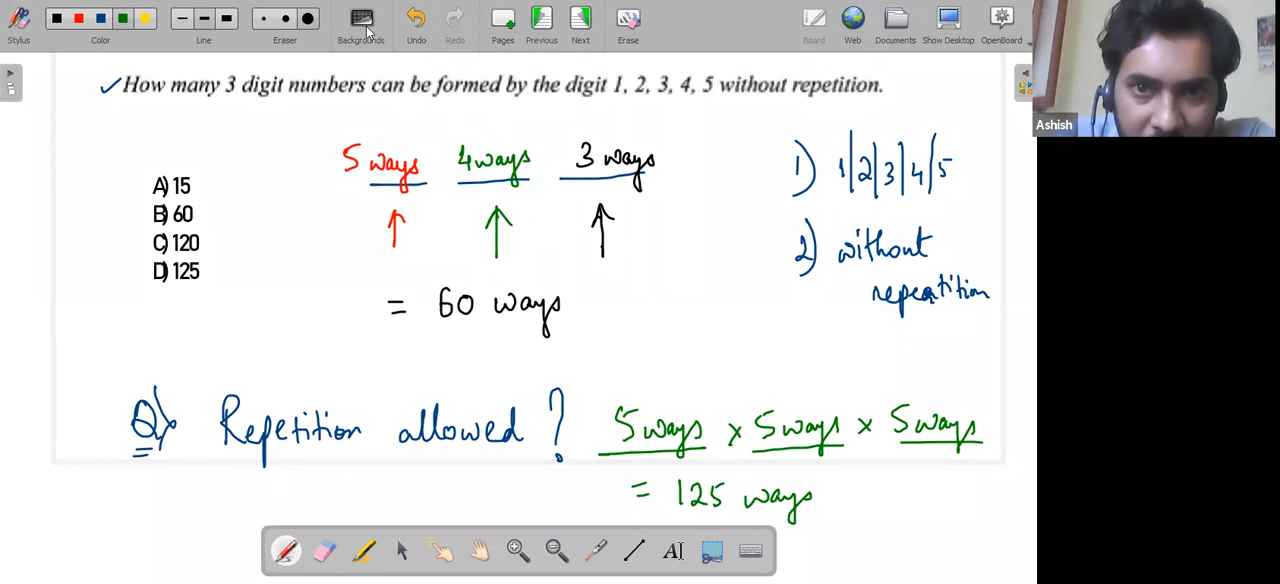 Stylus Color Line Eraser Backgrounds Undo Redo Pages Previous Next Erase Board Web Documents Show Desktop OpenBoard
How many 3 digit numbers can be formed by the digit 1, 2, 3, 4, 5 without repetition.
Ashish
5 ways 4 ways 3 ways
1) 1|2|3|4|5
A) 15
B) 60
C) 120
D) 125
2) without
repeatition
= 60 ways
Q) Repetition allowed ? 5 ways x 5 ways x 5 ways
= 125 ways
A